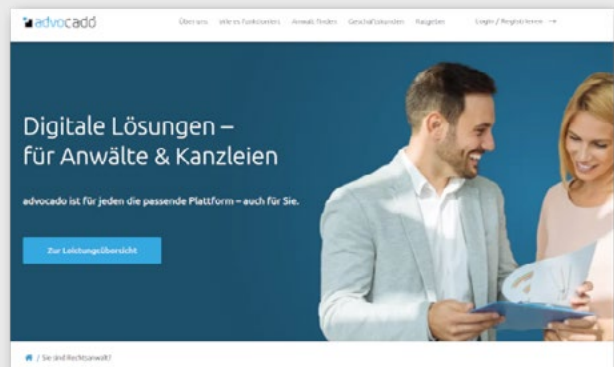 advocado
Über uns Wie es funktioniert Anwalt finden Geschäftskunden Ratgeber Login / Registrieren →
Digitale Lösungen –
für Anwälte & Kanzleien
advocado ist für jeden die passende Plattform – auch für Sie.
Zur Leistungsübersicht
/ Sie sind Rechtsanwalt?